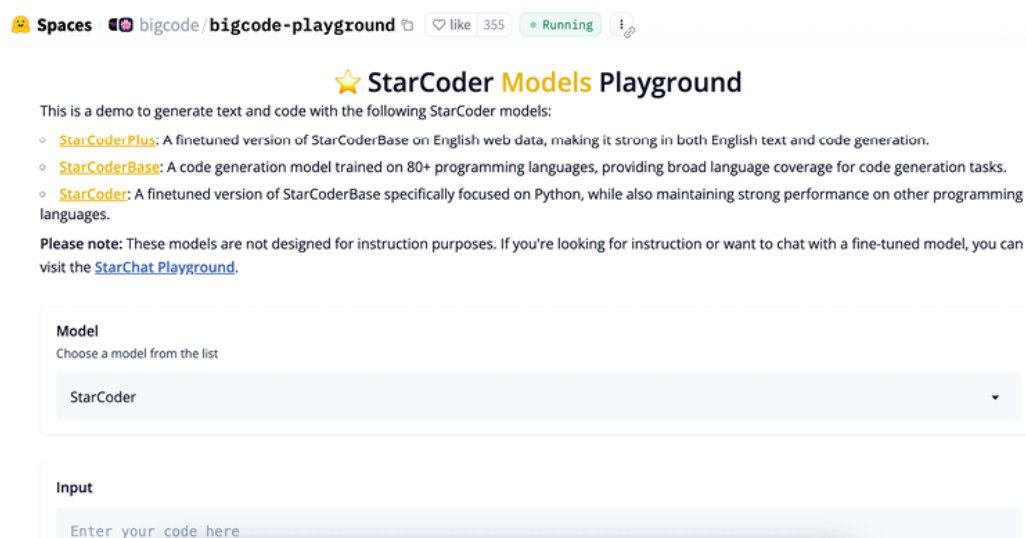 Spaces bigcode/bigcode-playground like 355 Running
StarCoder Models Playground
This is a demo to generate text and code with the following StarCoder models:
StarCoderPlus: A finetuned version of StarCoderBase on English web data, making it strong in both English text and code generation.
StarCoderBase: A code generation model trained on 80+ programming languages, providing broad language coverage for code generation tasks.
StarCoder: A finetuned version of StarCoderBase specifically focused on Python, while also maintaining strong performance on other programming
languages.
Please note: These models are not designed for instruction purposes. If you're looking for instruction or want to chat with a fine-tuned model, you can
visit the StarChat Playground.
Model
Choose a model from the list
StarCoder
Input
Enter your code here